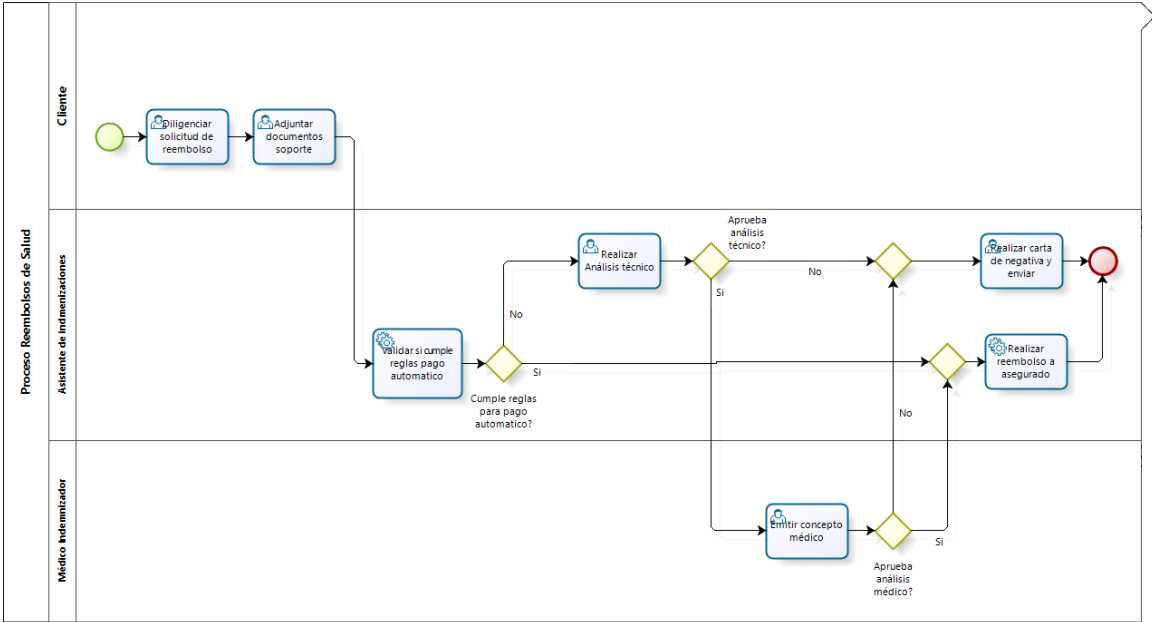 Proceso Reembolsos de Salud
Cliente
Diligenciar
solicitud de
reembolso
Adjuntar
documentos
soporte
Asistente de indmenizaciones
Validar si cumple
reglas pago
automatico
Cumple reglas
para pago
automatico?
No
Si
Realizar
Análisis técnico
Aprueba
análisis
técnico?
No
Si
Realizar carta
de negativa y
enviar
Realizar
reembolso a
asegurado
Médico Indemnizador
Emitir concepto
médico
Aprueba
análisis
médico?
No
Si